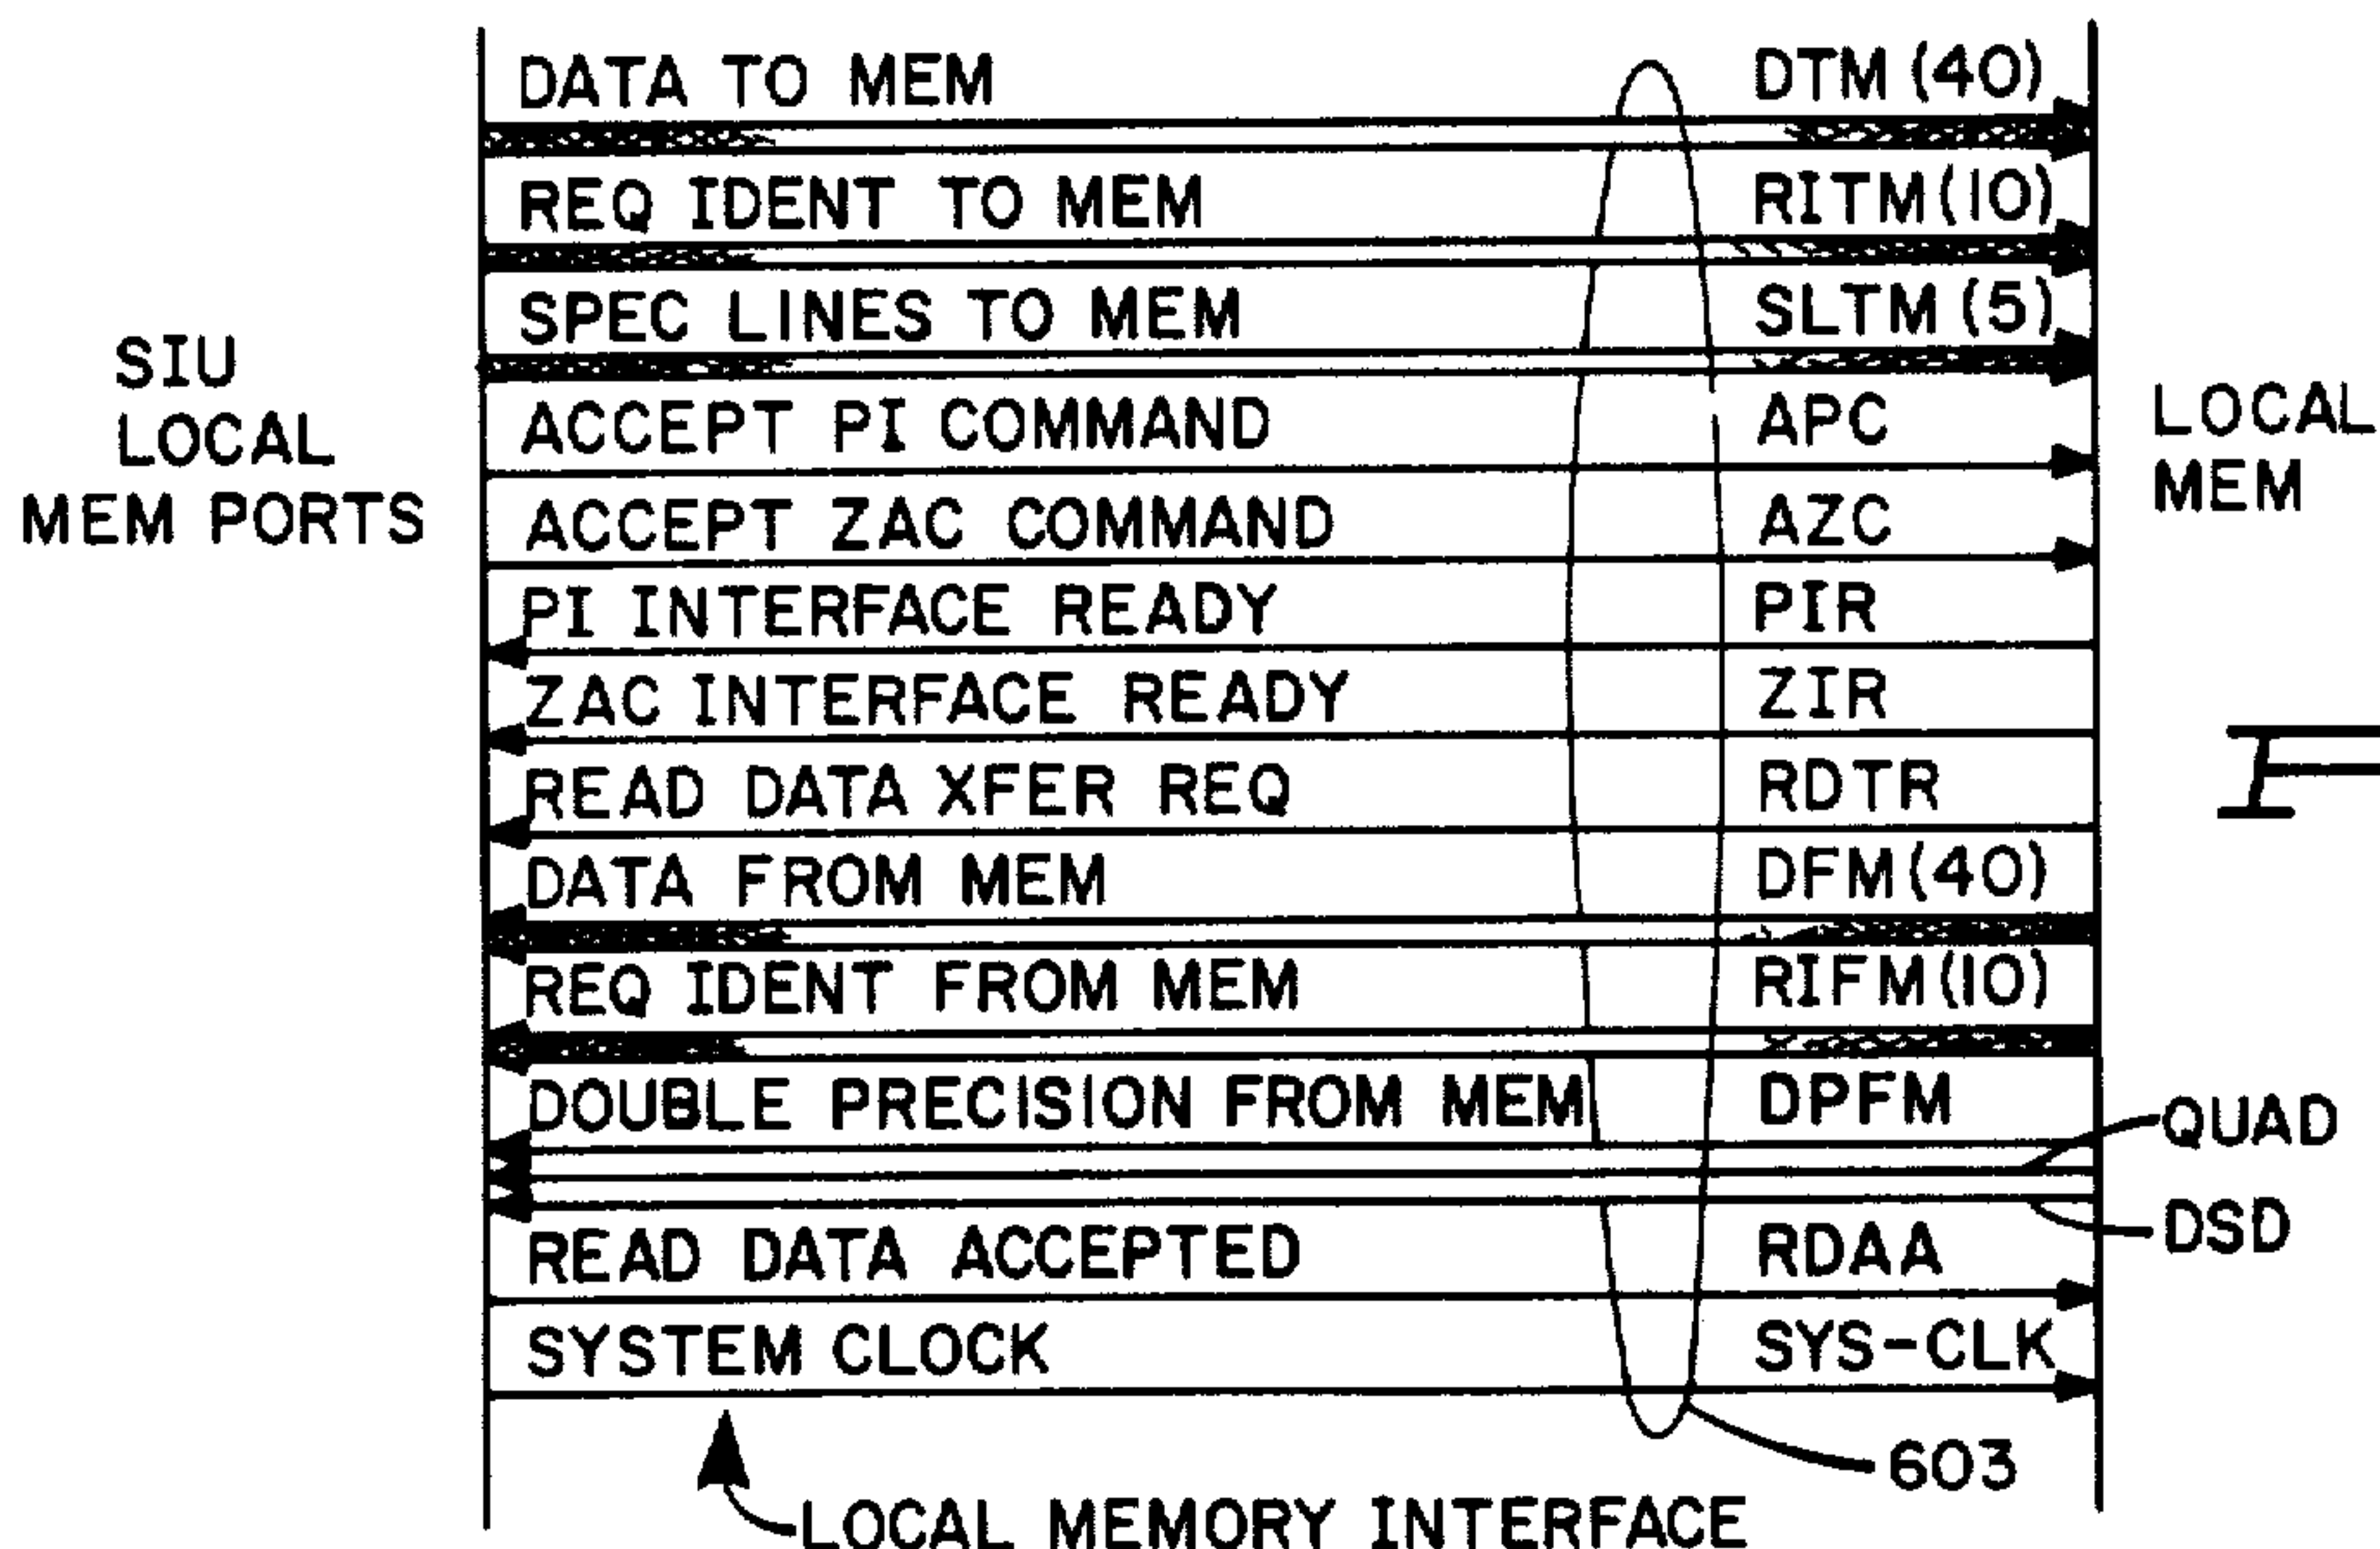 DATA TO MEM DTM (40)
REQ IDENT TO MEM RITM (10)
SPEC LINES TO MEM SLTM (5)
SIU
LOCAL
MEM PORTS
ACCEPT PI COMMAND APC
LOCAL
MEM
ACCEPT ZAC COMMAND AZC
PI INTERFACE READY PIR
ZAC INTERFACE READY ZIR
READ DATA XFER REQ RDTR
DATA FROM MEM DFM (40)
REQ IDENT FROM MEM RIFM (10)
DOUBLE PRECISION FROM MEM DPFM
QUAD
DSD
READ DATA ACCEPTED RDAA
SYSTEM CLOCK SYS-CLK
603
LOCAL MEMORY INTERFACE